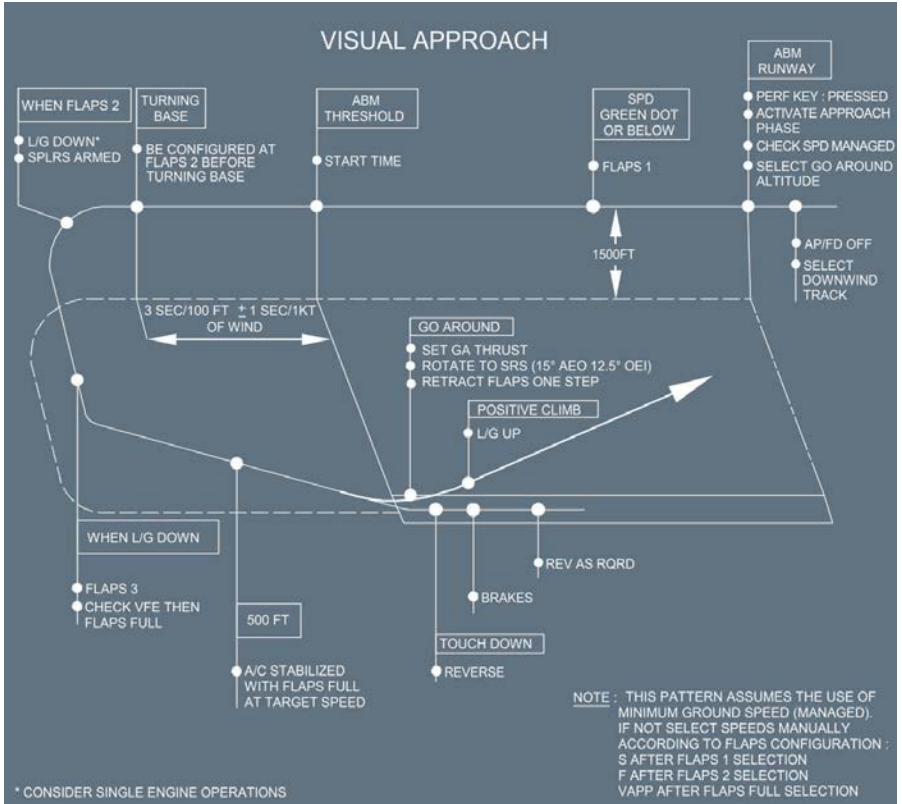 VISUAL APPROACH
WHEN FLAPS 2
L/G DOWN*
SPLRS ARMED
TURNING
BASE
BE CONFIGURED AT
FLAPS 2 BEFORE
TURNING BASE
ABM
THRESHOLD
START TIME
SPD
GREEN DOT
OR BELOW
FLAPS 1
ABM
RUNWAY
PERF KEY : PRESSED
ACTIVATE APPROACH
PHASE
CHECK SPD MANAGED
SELECT GO AROUND
ALTITUDE
AP/FD OFF
SELECT
DOWNWIND
TRACK
1500FT
3 SEC/100 FT ± 1 SEC/1KT
OF WIND
GO AROUND
SET GA THRUST
ROTATE TO SRS (15° AEO 12.5° OEI)
RETRACT FLAPS ONE STEP
POSITIVE CLIMB
L/G UP
WHEN L/G DOWN
FLAPS 3
CHECK VFE THEN
FLAPS FULL
500 FT
A/C STABILIZED
WITH FLAPS FULL
AT TARGET SPEED
REV AS RQRD
BRAKES
TOUCH DOWN
REVERSE
NOTE : THIS PATTERN ASSUMES THE USE OF
MINIMUM GROUND SPEED (MANAGED).
IF NOT SELECT SPEEDS MANUALLY
ACCORDING TO FLAPS CONFIGURATION :
S AFTER FLAPS 1 SELECTION
F AFTER FLAPS 2 SELECTION
VAPP AFTER FLAPS FULL SELECTION
* CONSIDER SINGLE ENGINE OPERATIONS